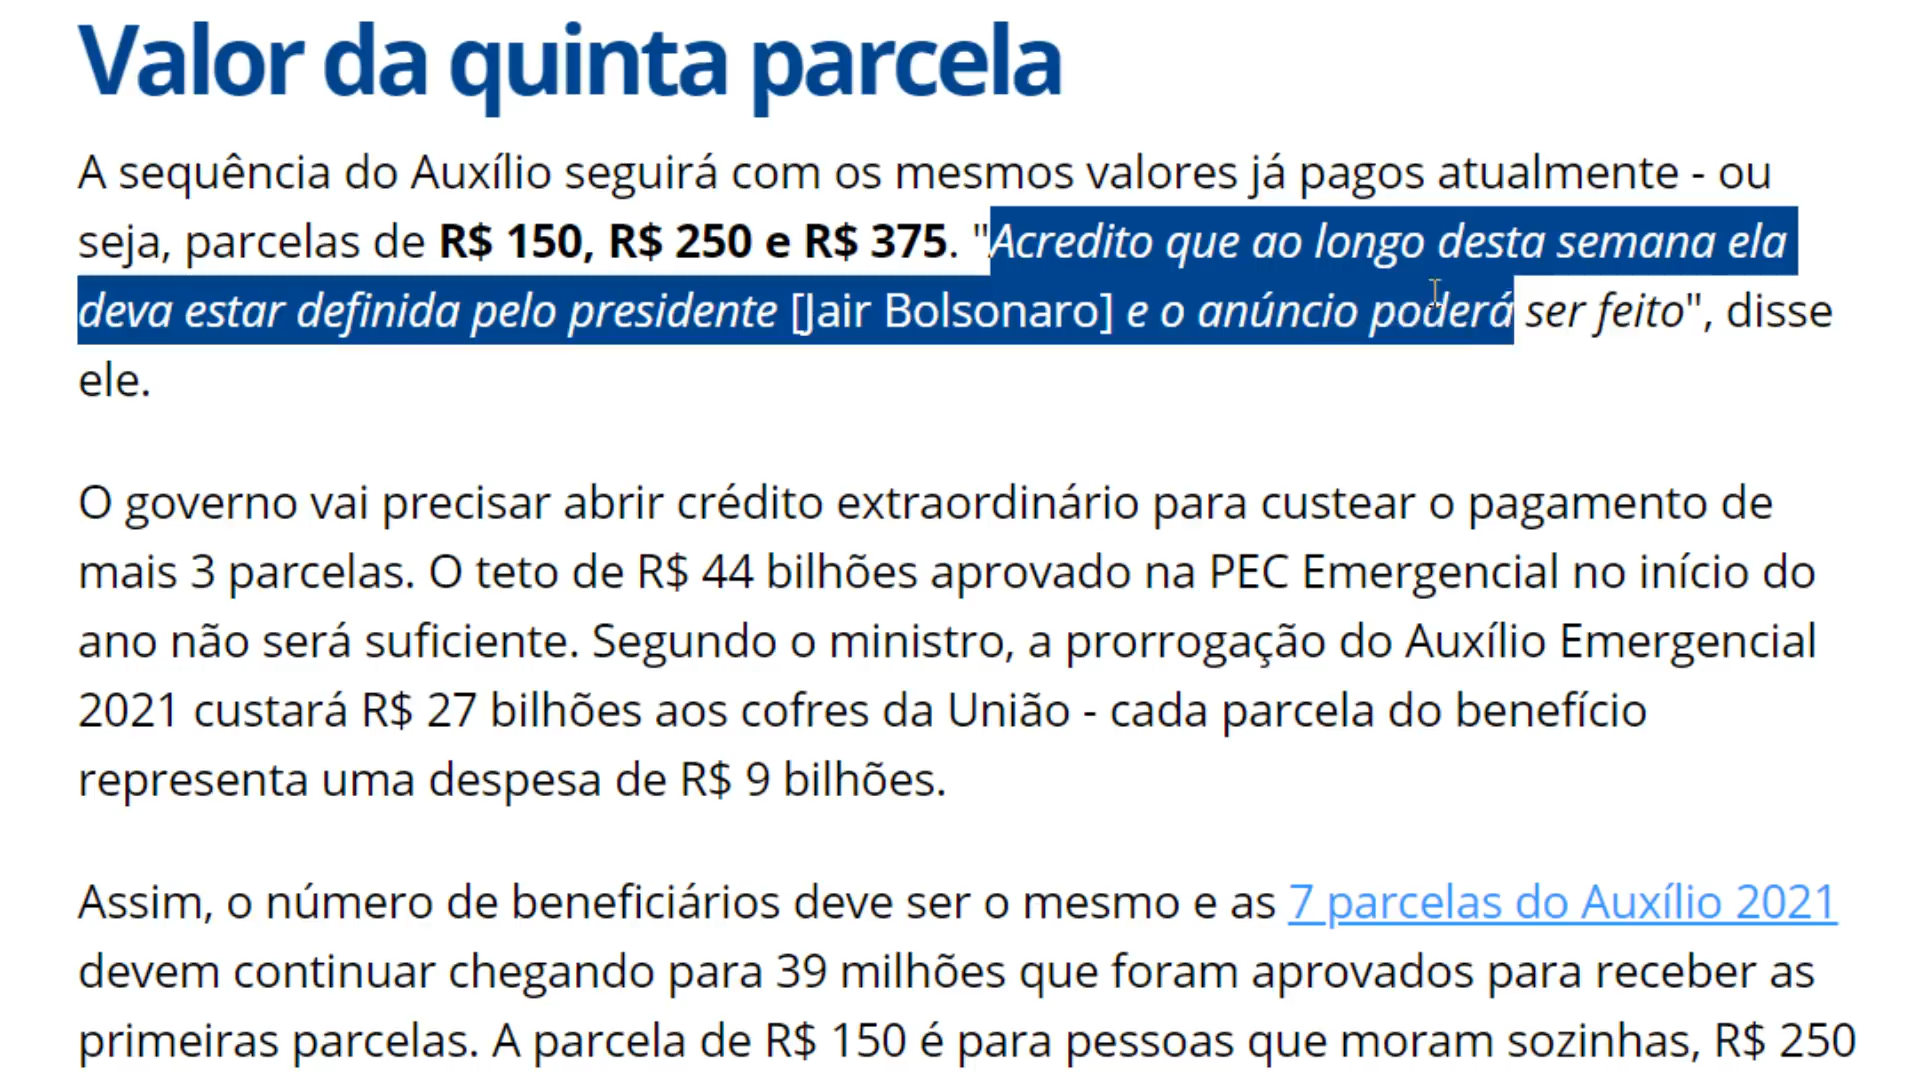 Valor da quinta parcela
A sequência do Auxílio seguirá com os mesmos valores já pagos atualmente - ou
seja, parcelas de R$ 150, R$ 250 e R$ 375. "Acredito que ao longo desta semana ela
deva estar definida pelo presidente [Jair Bolsonaro] e o anúncio poderá ser feito", disse
ele.
O governo vai precisar abrir crédito extraordinário para custear o pagamento de
mais 3 parcelas. O teto de R$ 44 bilhões aprovado na PEC Emergencial no início do
ano não será suficiente. Segundo o ministro, a prorrogação do Auxílio Emergencial
2021 custará R$ 27 bilhões aos cofres da União - cada parcela do benefício
representa uma despesa de R$ 9 bilhões.
Assim, o número de beneficiários deve ser o mesmo e as 7 parcelas do Auxílio 2021
devem continuar chegando para 39 milhões que foram aprovados para receber as
primeiras parcelas. A parcela de R$ 150 é para pessoas que moram sozinhas, R$ 250